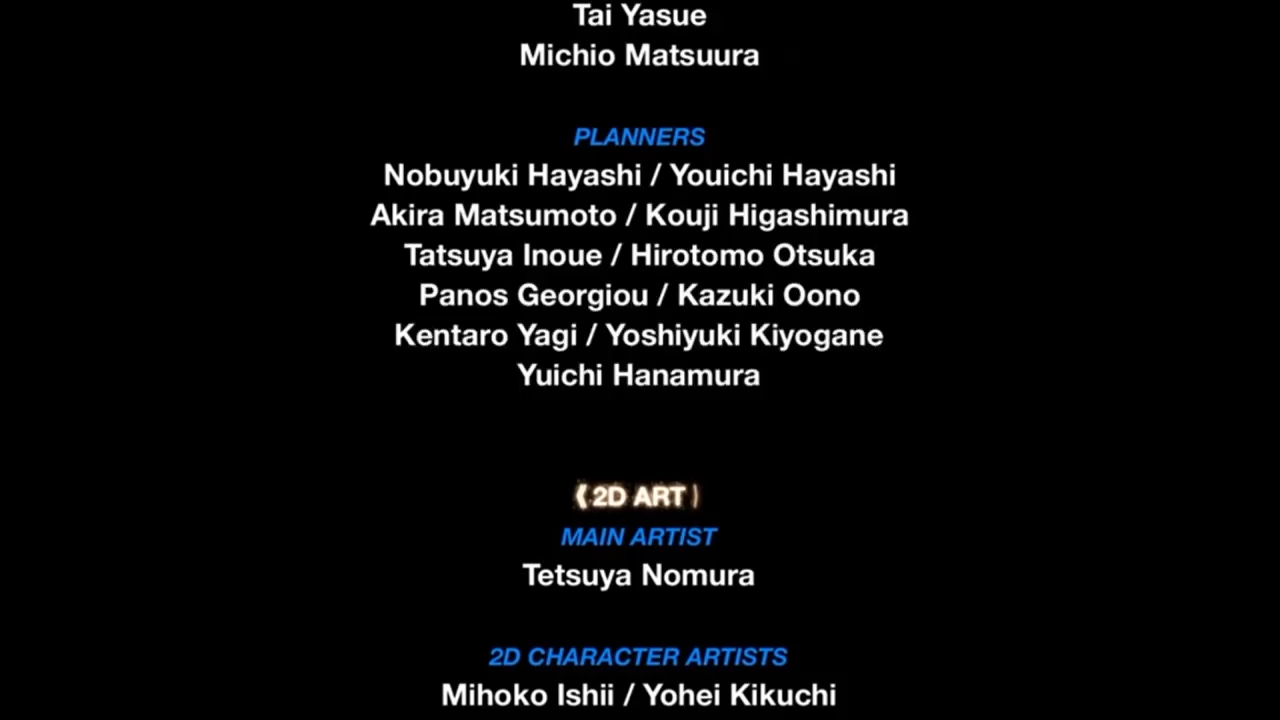 Tai Yasue
Michio Matsuura
PLANNERS
Nobuyuki Hayashi / Youichi Hayashi
Akira Matsumoto / Kouji Higashimura
Tatsuya Inoue / Hirotomo Otsuka
Panos Georgiou / Kazuki Oono
Kentaro Yagi / Yoshiyuki Kiyogane
Yuichi Hanamura
《 2D ART 》
MAIN ARTIST
Tetsuya Nomura
2D CHARACTER ARTISTS
Mihoko Ishii / Yohei Kikuchi